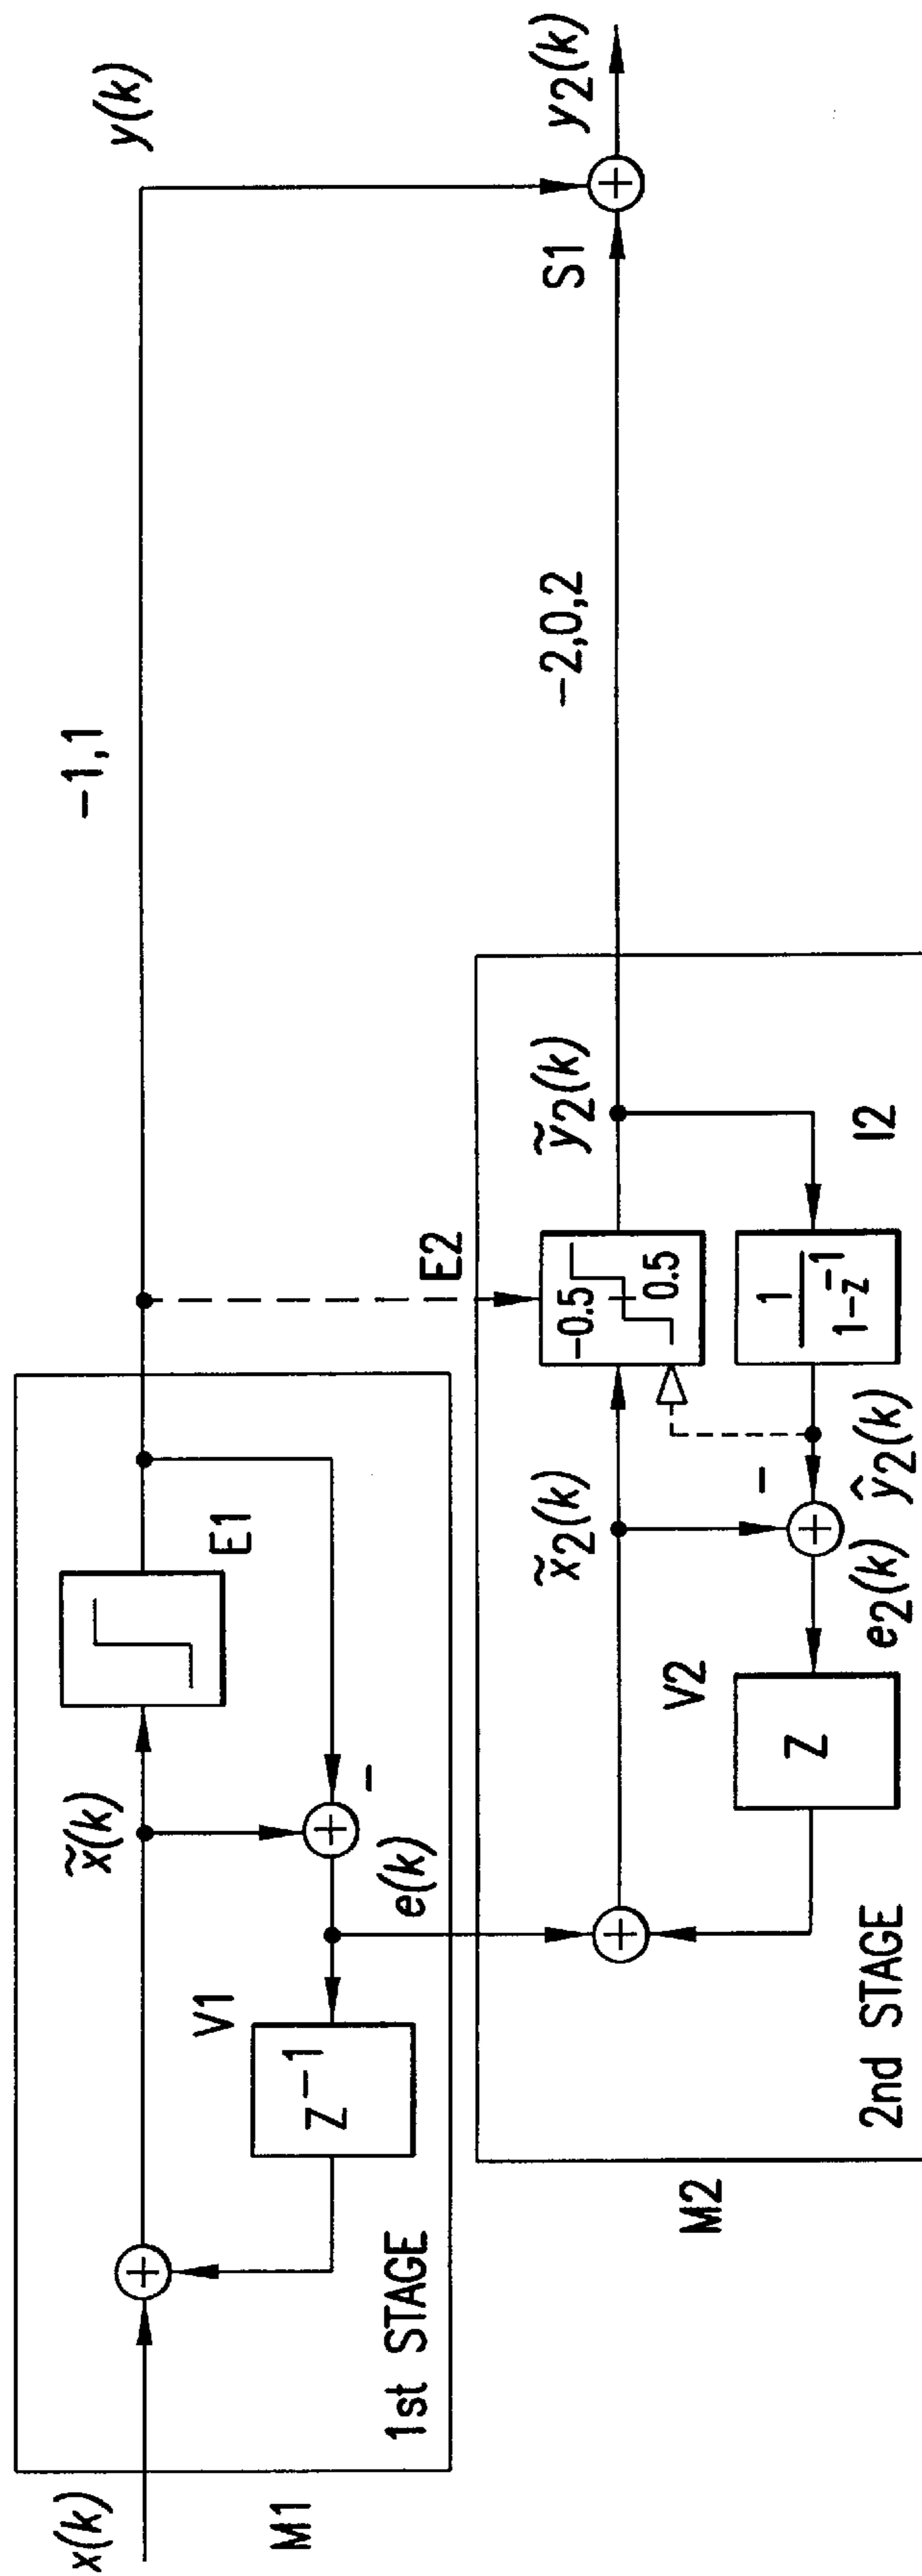 x(k)
M1
1st STAGE
x̃(k)
E1
V1
z⁻¹
e(k)
−
−1,1
y(k)
M2
2nd STAGE
x̃₂(k)
E2
−0.5
0.5
ỹ₂(k)
V2
z
e₂(k)
−
ŷ₂(k)
1
1−z⁻¹
I2
−2,0,2
S1
y₂(k)